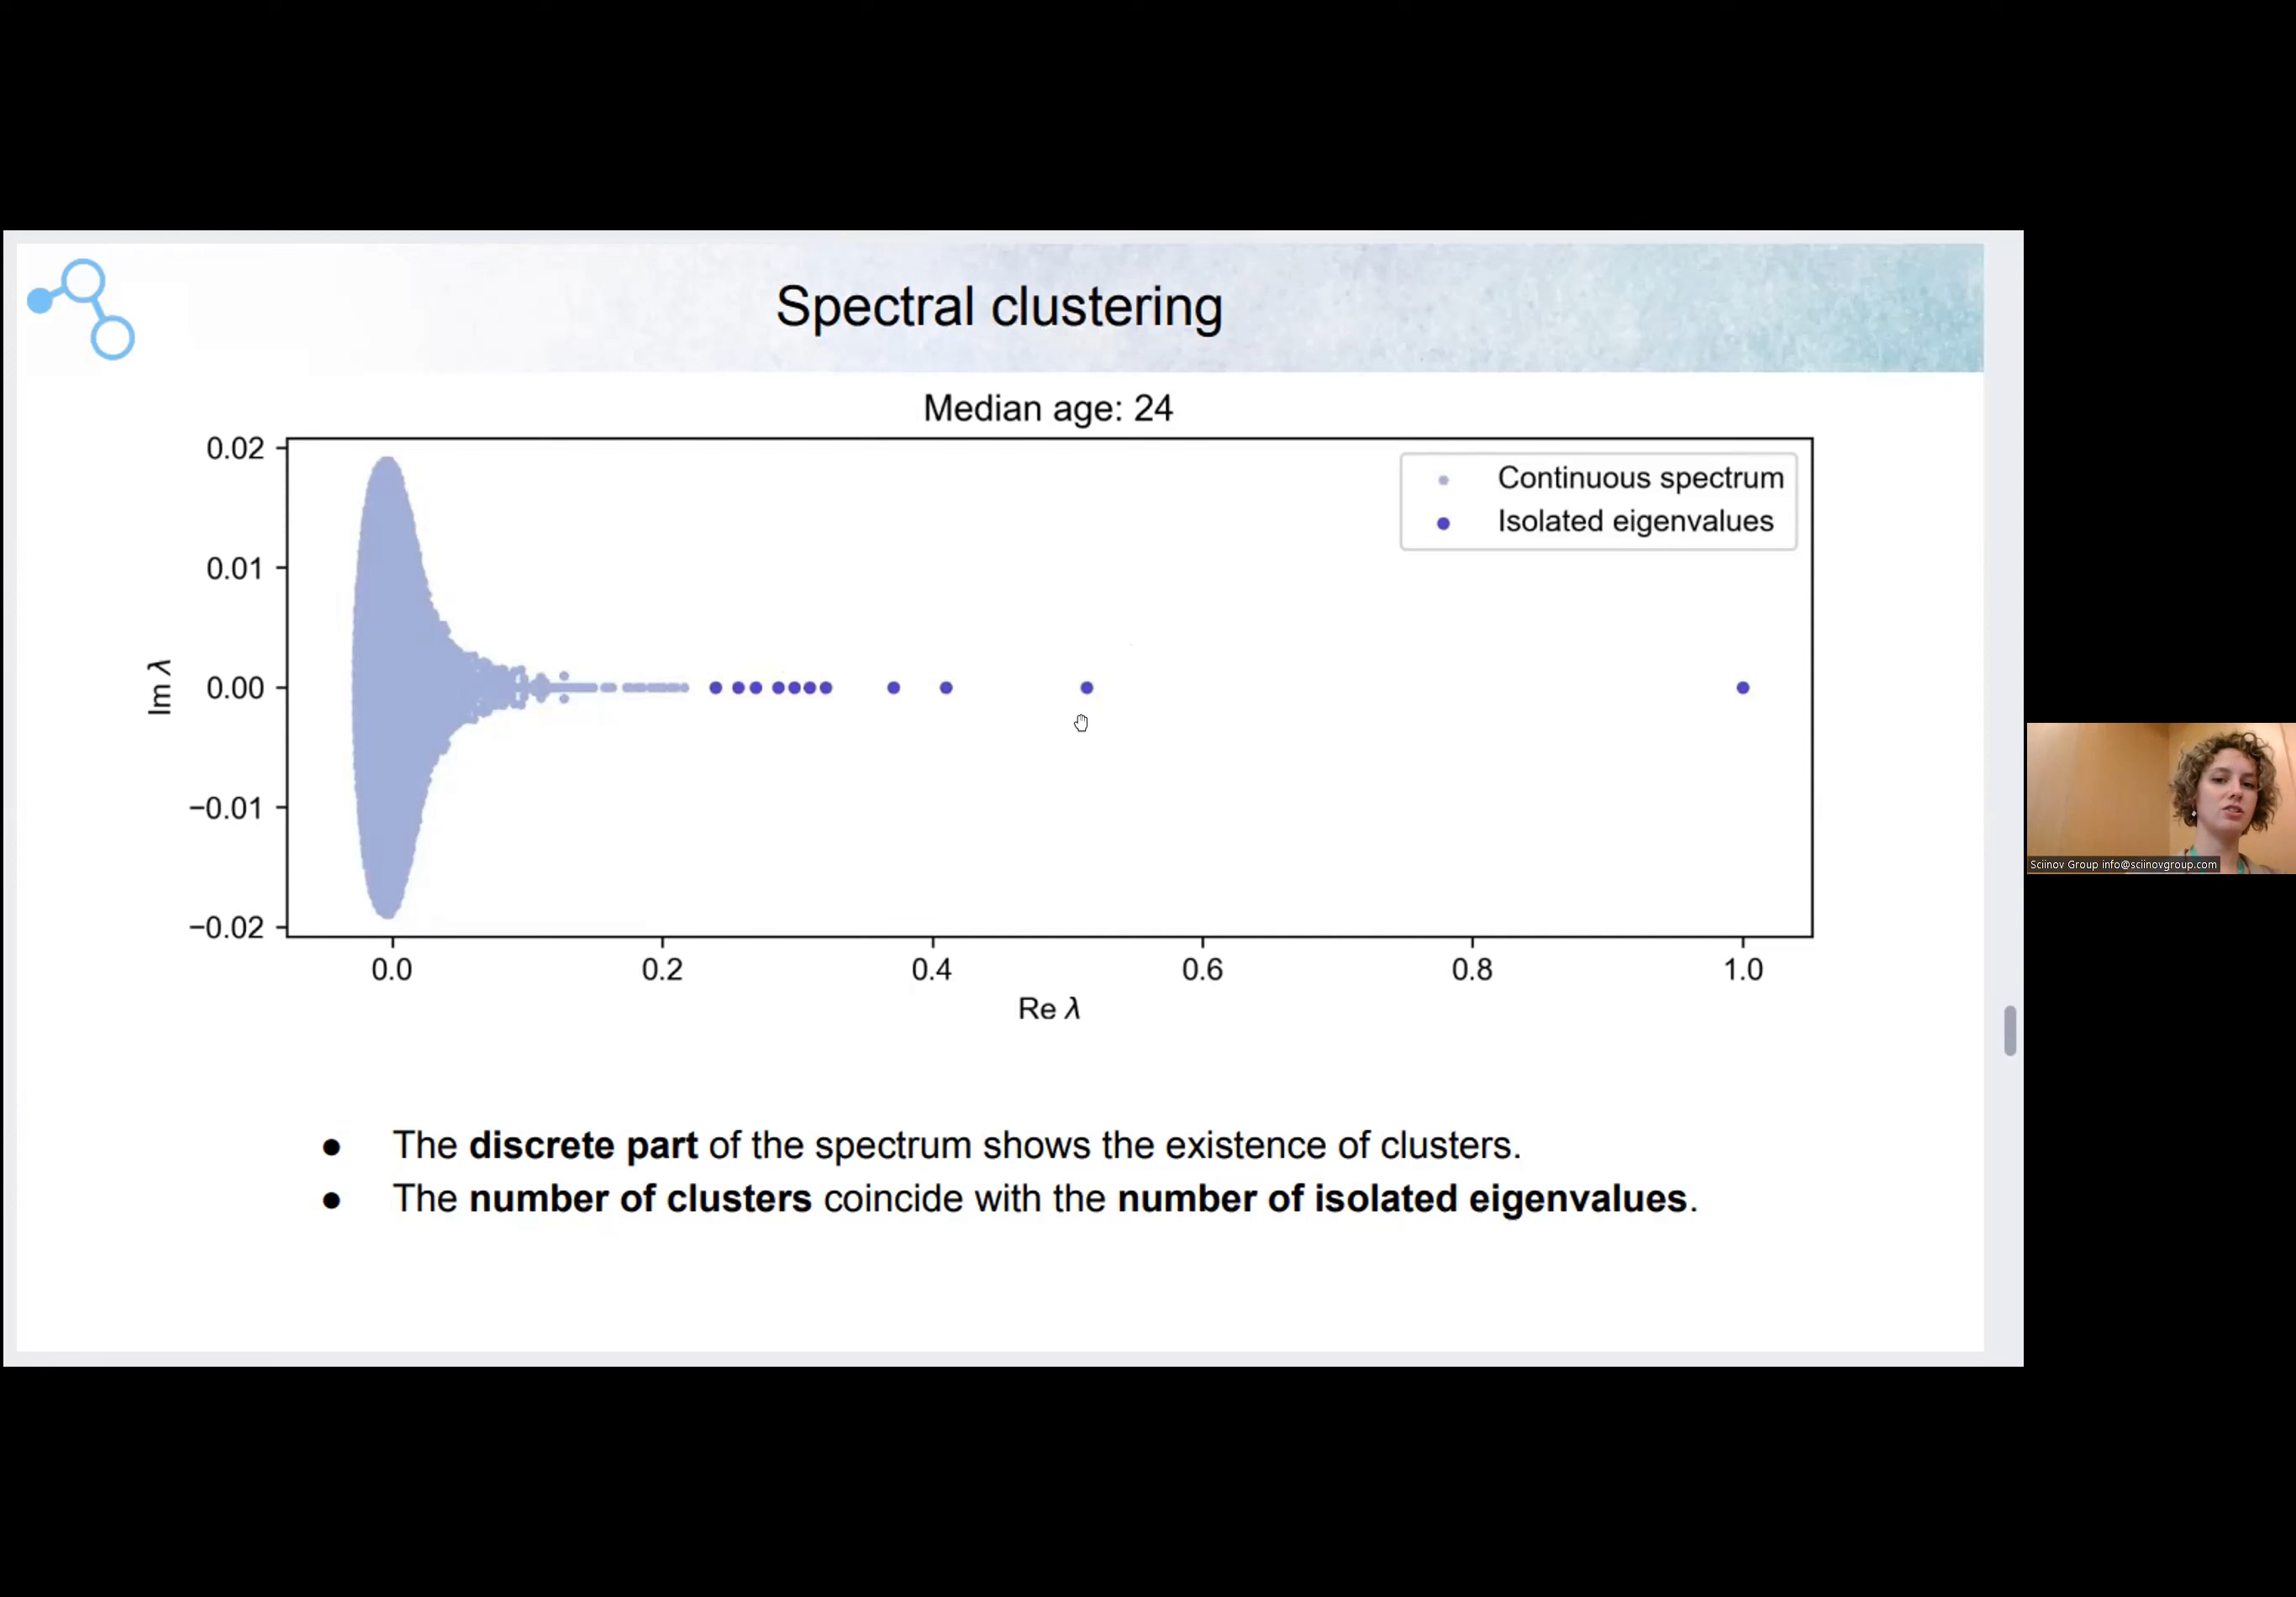 Spectral clustering
Median age: 24
0.02
0.01
0.00
−0.01
−0.02
Im λ
Continuous spectrum
Isolated eigenvalues
0.0 0.2 0.4 0.6 0.8 1.0
Re λ
● The discrete part of the spectrum shows the existence of clusters.
● The number of clusters coincide with the number of isolated eigenvalues.
Sciinov Group info@sciinovgroup.com